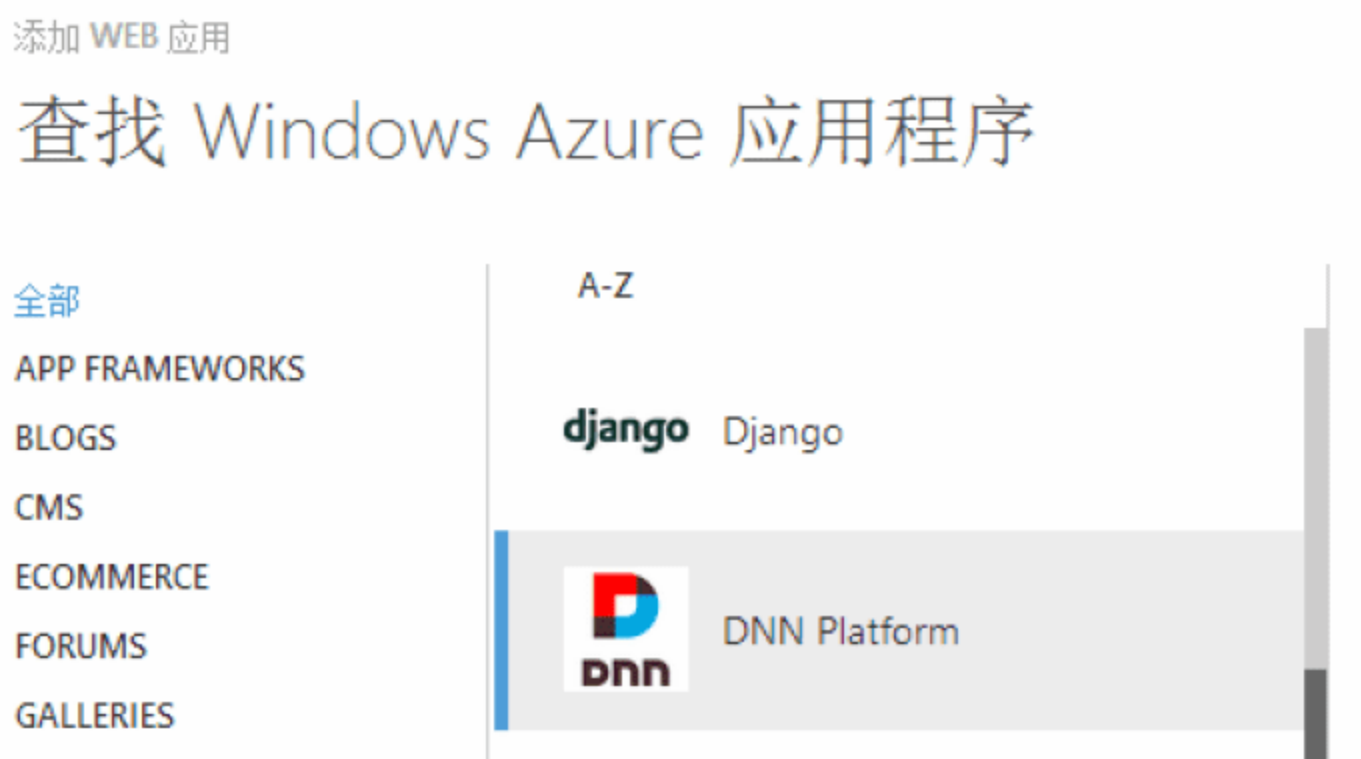 添加 WEB 应用
查找 Windows Azure 应用程序
全部
APP FRAMEWORKS
BLOGS
CMS
ECOMMERCE
FORUMS
GALLERIES
A-Z
django Django
DNN DNN Platform